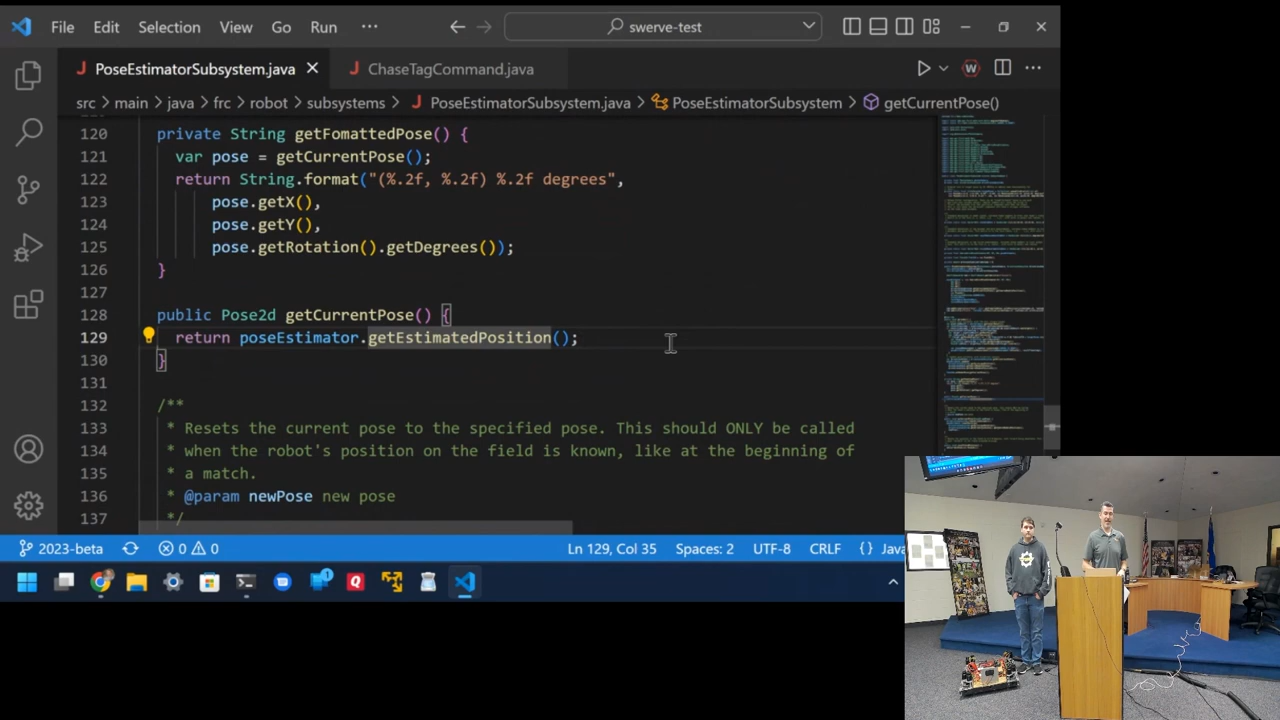 File Edit Selection View Go Run ··· swerve-test
PoseEstimatorSubsystem.java ChaseTagCommand.java
src > main > java > frc > robot > subsystems > PoseEstimatorSubsystem.java > PoseEstimatorSubsystem > getCurrentPose()
120 private String getFomattedPose() {
121 var pose = getCurrentPose();
122 return String.format("(%.2f, %.2f) %.2f degrees",
123 pose.getX(),
124 pose.getY(),
125 pose.getRotation().getDegrees());
126 }
127
128 public Pose2d getCurrentPose() {
129 return poseEstimator.getEstimatedPosition();
130 }
131
132 /**
133 * Resets the current pose to the specified pose. This should ONLY be called
134 * when the robot's position on the field is known, like at the beginning of
135 * a match.
136 * @param newPose new pose
137 */
2023-beta 0 0 Ln 129, Col 35 Spaces: 2 UTF-8 CRLF {} Java